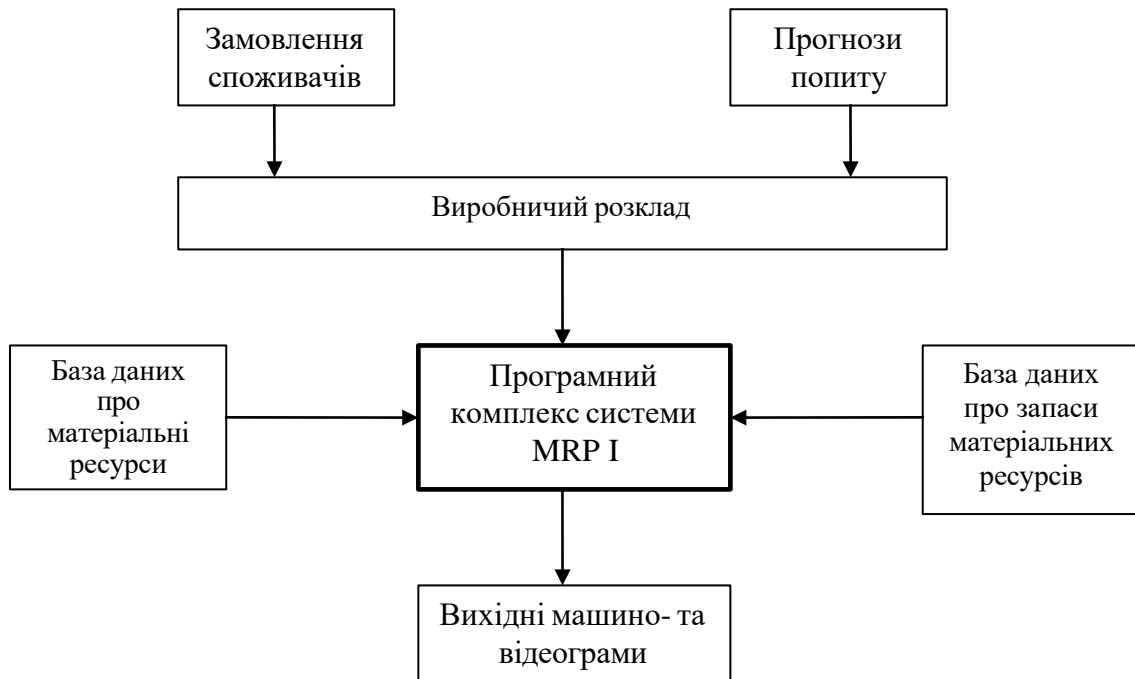 Замовлення
споживачів
Прогнози
попиту
Виробничий розклад
База даних
про
матеріальні
ресурси
Програмний
комплекс системи
MRP I
База даних
про запаси
матеріальних
ресурсів
Вихідні машино- та
відеограми